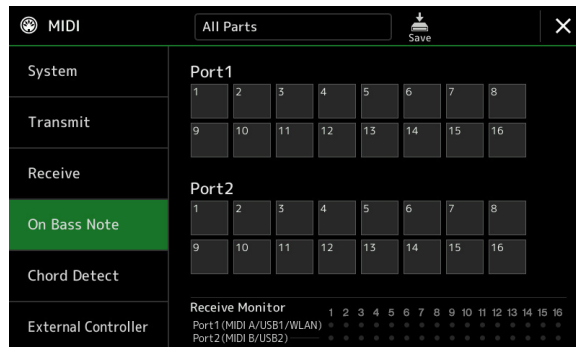 MIDI
All Parts
Save
System
Transmit
Receive
On Bass Note
Chord Detect
External Controller
Port1
1 2 3 4 5 6 7 8
9 10 11 12 13 14 15 16
Port2
1 2 3 4 5 6 7 8
9 10 11 12 13 14 15 16
Receive Monitor 1 2 3 4 5 6 7 8 9 10 11 12 13 14 15 16
Port1(MIDI A/USB1/WLAN)
Port2(MIDI B/USB2)